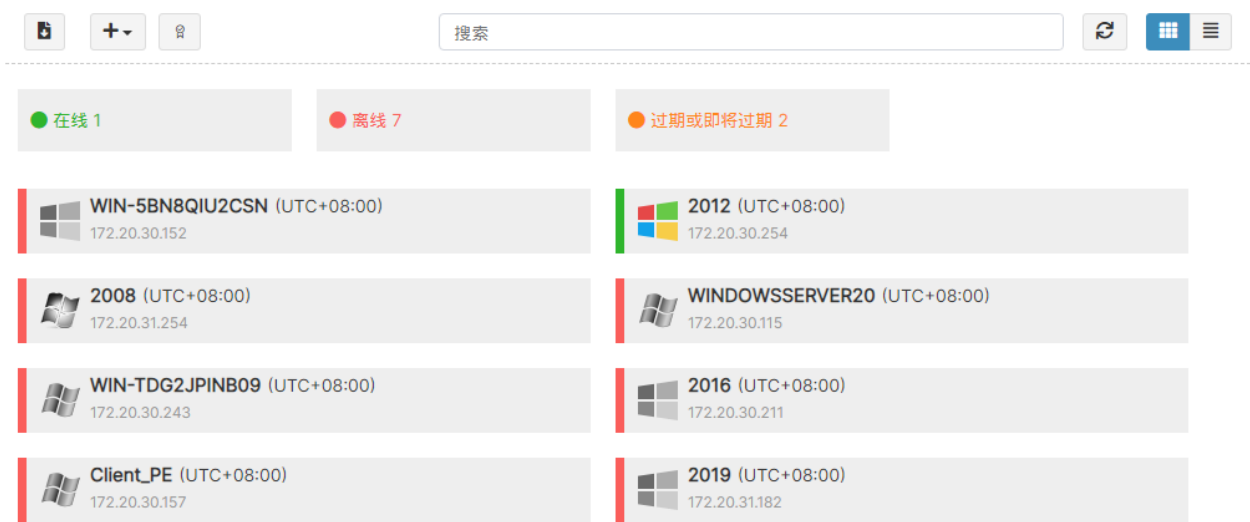 搜索
在线 1
离线 7
过期或即将过期 2
WIN-5BN8QIU2CSN (UTC+08:00)
172.20.30.152
2012 (UTC+08:00)
172.20.30.254
2008 (UTC+08:00)
172.20.31.254
WINDOWSSERVER20 (UTC+08:00)
172.20.30.115
WIN-TDG2JPINB09 (UTC+08:00)
172.20.30.243
2016 (UTC+08:00)
172.20.30.211
Client_PE (UTC+08:00)
172.20.30.157
2019 (UTC+08:00)
172.20.31.182